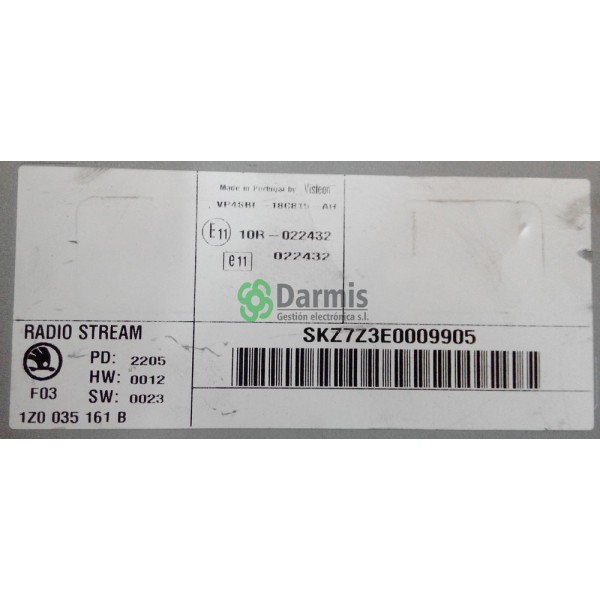 Made in Portugal by Visteon
VP4SBF-18C815-AH
E11 10R-022432
e11 022432
Darmis
Gestión electrónica s.l.
RADIO STREAM
SKZ7Z3E0009905
PD: 2205
HW: 0012
F03
SW: 0023
1Z0 035 161 B